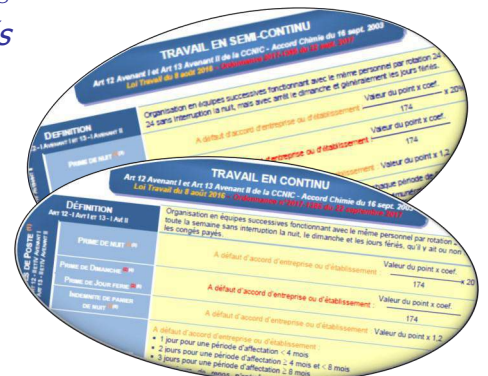 s
TRAVAIL EN SEMI-CONTINU
Art 12 Avenant I et Art 13 Avenant II de la CCNIC - Accord Chimie du 16 sept. 2003
Loi Travail du 8 août 2016 -
DÉFINITION
Organisation en équipes successives fonctionnant avec le même personnel par rotation 24
24 sans interruption la nuit, mais avec arrêt le dimanche et généralement les jours fériés.
PRIME DE NUIT
A défaut d'accord d'entreprise ou d'établissement :
Valeur du point x coef.
174
x 20%
d'entreprise ou d'établissement :
Valeur du point x coef.
174
Valeur du point x 1,2
TRAVAIL EN CONTINU
Art 12 Avenant I et Art 13 Avenant II de la CCNIC - Accord Chimie du 16 sept. 2003
Loi Travail du 8 août 2016 -
DÉFINITION
Organisation en équipes successives fonctionnant avec le même personnel par rotation
toute la semaine sans interruption la nuit, le dimanche et les jours fériés, qu'il y ait ou non
les congés payés.
DE POSTE
PRIME DE NUIT
A défaut d'accord d'entreprise ou d'établissement :
Valeur du point x coef.
174
x 20
PRIME DE DIMANCHE
PRIME DE JOUR FÉRIÉ
A défaut d'accord d'entreprise ou d'établissement :
Valeur du point x coef.
174
INDEMNITÉ DE PANIER
DE NUIT
A défaut d'accord d'entreprise ou d'établissement :
Valeur du point x 1,2
A défaut d'accord d'entreprise ou d'établissement :
• 1 jour pour une période d'affectation < 4 mois
• 2 jours pour une période d'affectation ≥ 4 mois et < 8 mois
• 3 jours pour une période d'affectation ≥ 8 mois